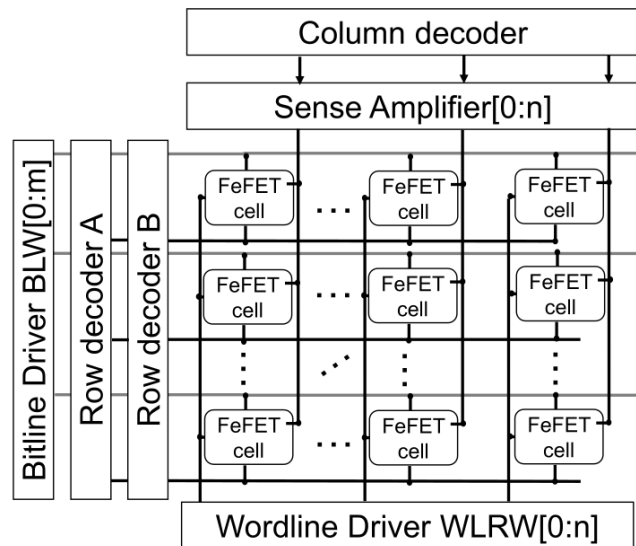 Column decoder
Sense Amplifier[0:n]
Bitline Driver BLW[0:m]
Row decoder A
Row decoder B
FeFET
cell
FeFET
cell
FeFET
cell
FeFET
cell
FeFET
cell
FeFET
cell
FeFET
cell
FeFET
cell
FeFET
cell
Wordline Driver WLRW[0:n]